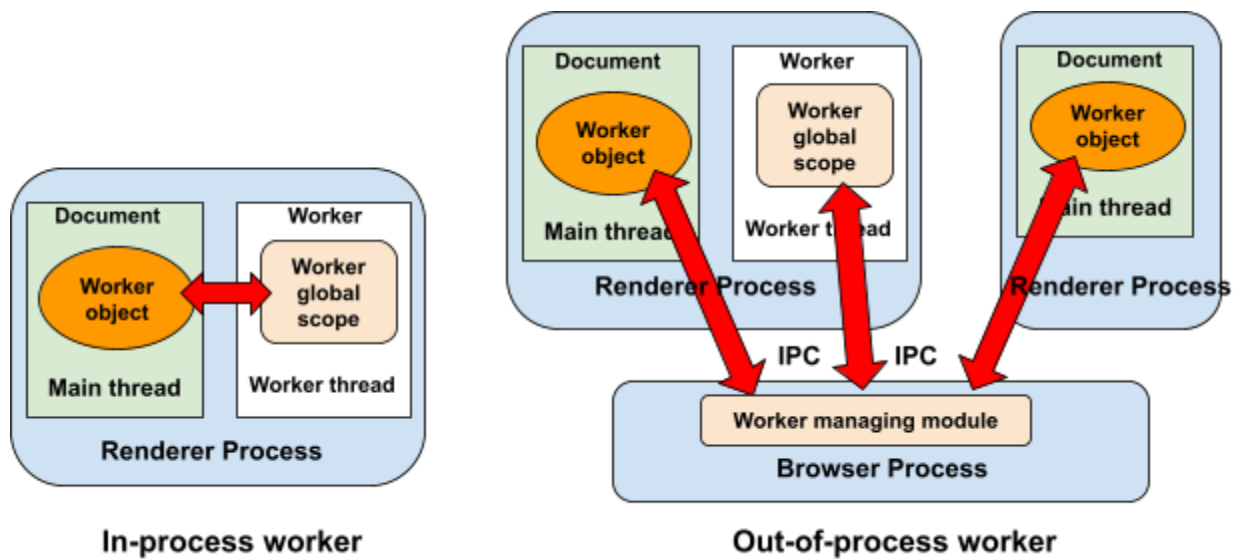 Document
Worker
object
Main thread
Worker
Worker
global
scope
Worker thread
Renderer Process
In-process worker
Document
Worker
object
Main thread
Worker
Worker
global
scope
Worker thread
Renderer Process
Document
Worker
object
Main thread
Renderer Process
IPC
IPC
Worker managing module
Browser Process
Out-of-process worker